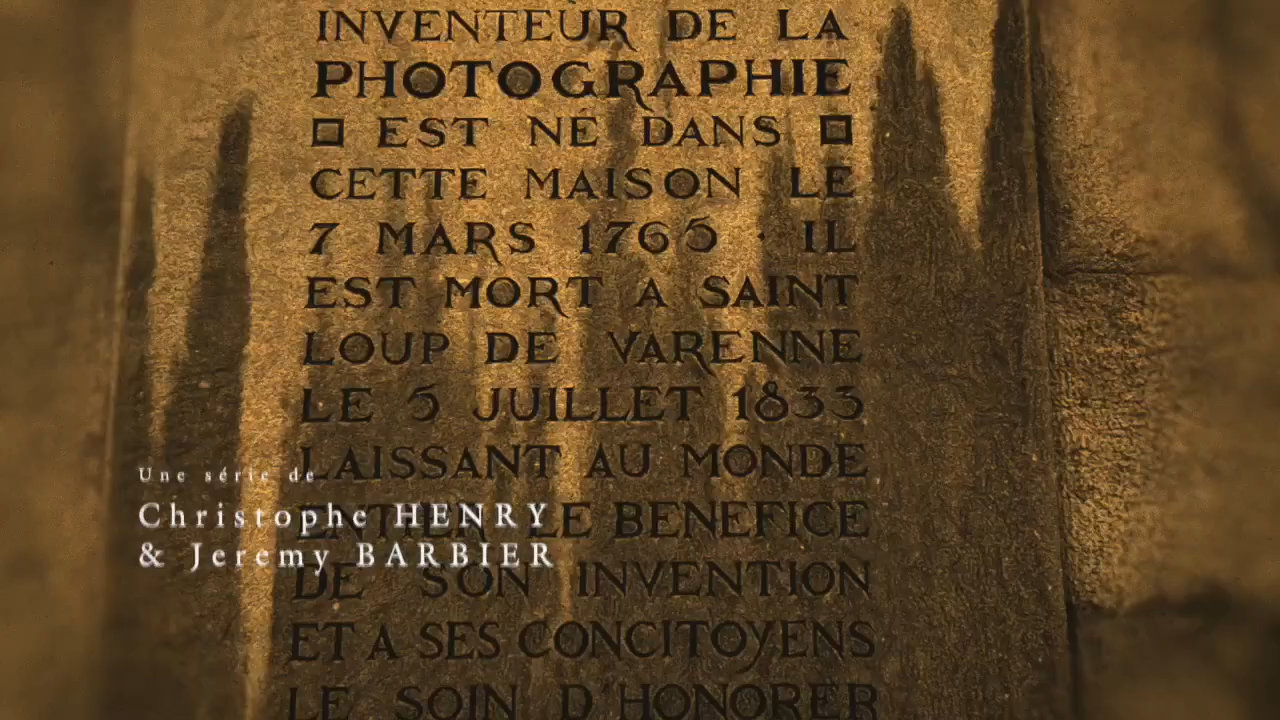 INVENTEUR DE LA
PHOTOGRAPHIE
EST NÉ DANS
CETTE MAISON LE
7 MARS 1765 · IL
EST MORT A SAINT
LOUP DE VARENNE
LE 5 JUILLET 1833
LAISSANT AU MONDE
ENTIER LE BENEFICE
DE SON INVENTION
ET A SES CONCITOYENS
LE SOIN D'HONORER
Une série de
Christophe HENRY
& Jeremy BARBIER